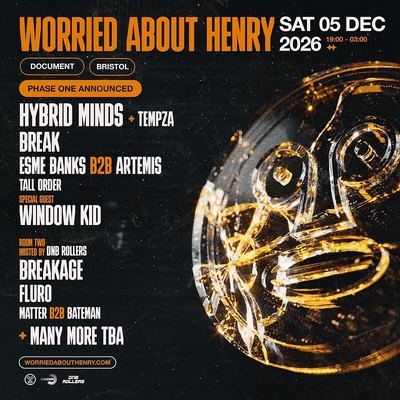 WORRIED ABOUT HENRY
SAT 05 DEC
2026 19:00 - 03:00
DOCUMENT BRISTOL
PHASE ONE ANNOUNCED
HYBRID MINDS + TEMPZA
BREAK
ESME BANKS B2B ARTEMIS
TALL ORDER
SPECIAL GUEST
WINDOW KID
ROOM TWO
HOSTED BY DNB ROLLERS
BREAKAGE
FLURO
MATTER B2B BATEMAN
+ MANY MORE TBA
WORRIEDABOUTHENRY.COM
DNB
ROLLERS